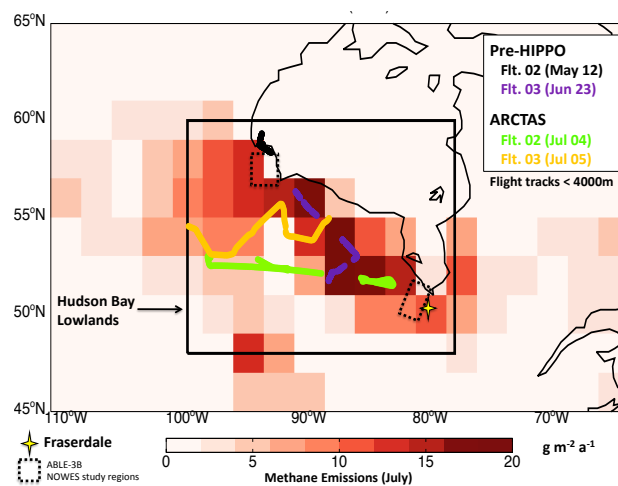 65°N
60°N
55°N
50°N
45°N
Pre-HIPPO
Flt. 02 (May 12)
Flt. 03 (Jun 23)
ARCTAS
Flt. 02 (Jul 04)
Flt. 03 (Jul 05)
Flight tracks < 4000m
Hudson Bay
Lowlands
110°W 100°W 90°W 80°W 70°W
Fraserdale
ABLE-3B
NOWES study regions
0 5 10 15 20
g m⁻² a⁻¹
Methane Emissions (July)